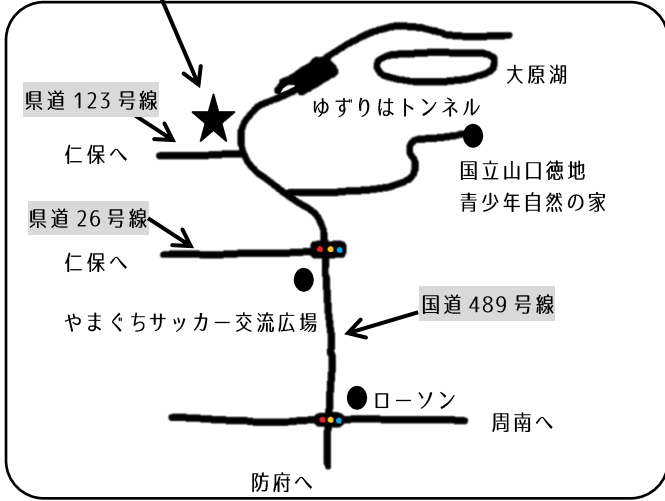 大原湖
県道 123 号線
ゆずりはトンネル
仁保へ
国立山口徳地
青少年自然の家
県道 26 号線
仁保へ
国道 489 号線
やまぐちサッカー交流広場
ローソン
周南へ
防府へ